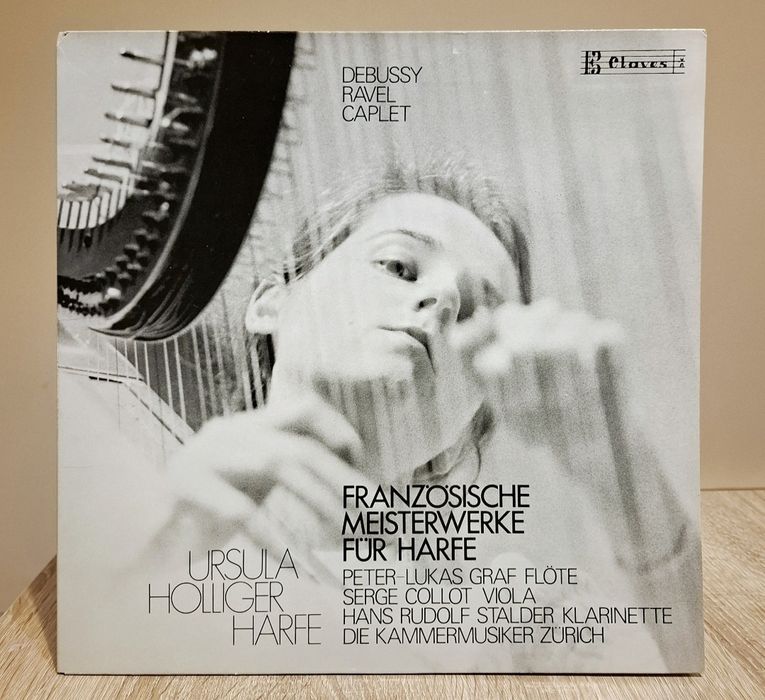 DEBUSSY
RAVEL
CAPLET
Claves
FRANZÖSISCHE
MEISTERWERKE
FÜR HARFE
URSULA
HOLLIGER
HARFE
PETER-LUKAS GRAF FLÖTE
SERGE COLLOT VIOLA
HANS RUDOLF STALDER KLARINETTE
DIE KAMMERMUSIKER ZÜRICH